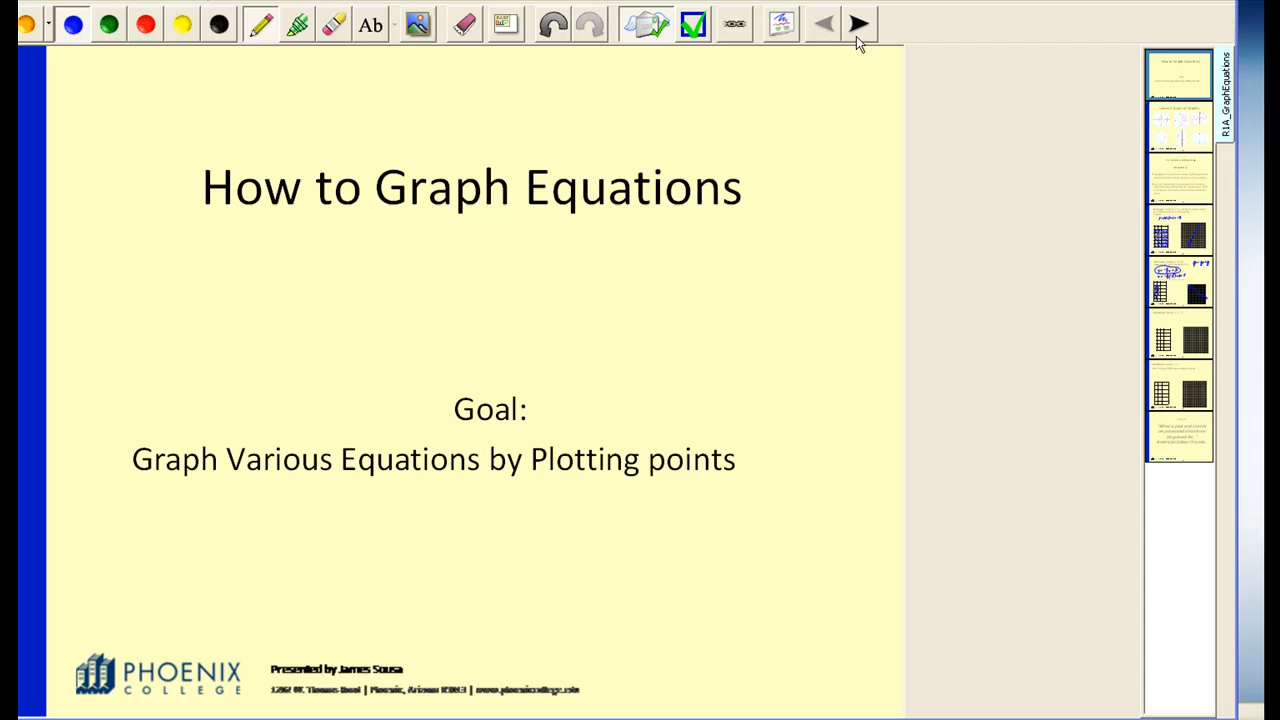 Ab
R1A_GraphEquations
How to Graph Equations
Goal:
Graph Various Equations by Plotting points
PHOENIX
COLLEGE
Presented by James Sousa